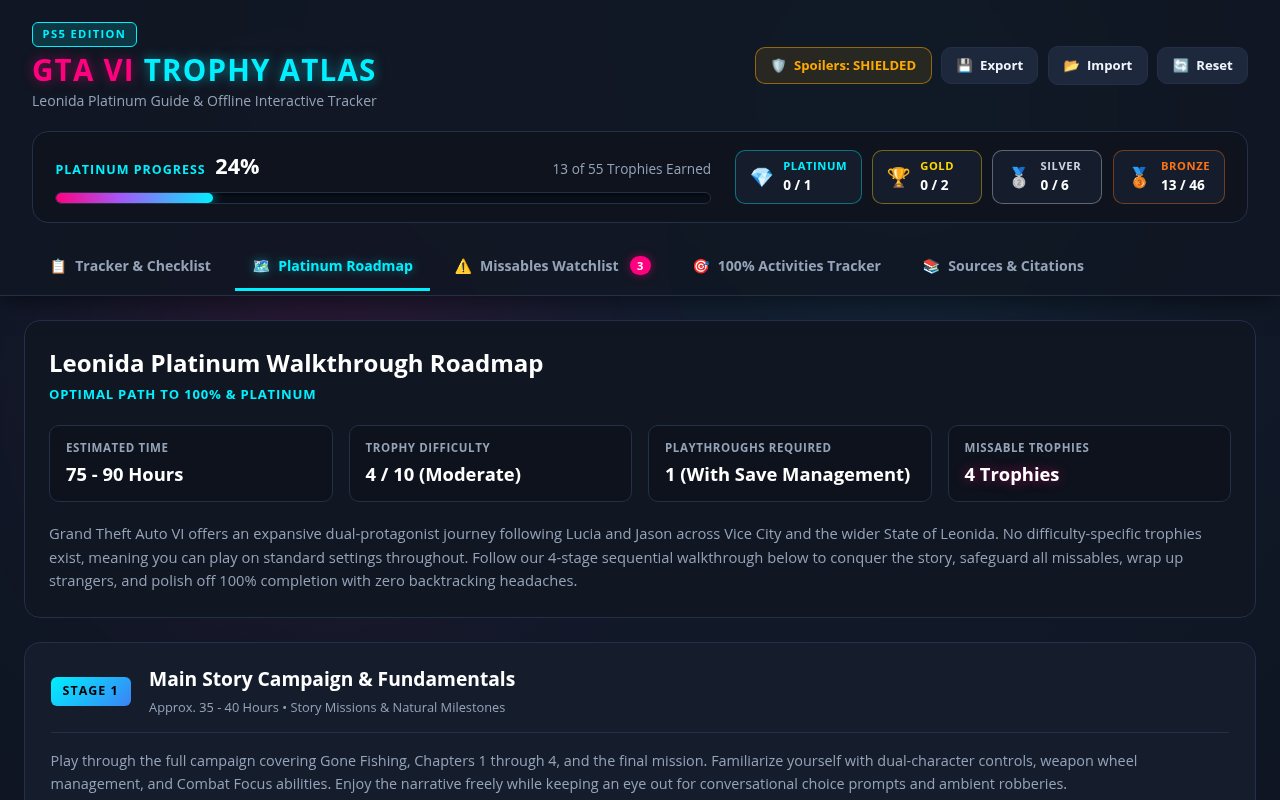 PS5 EDITION
GTA VI TROPHY ATLAS
Leonida Platinum Guide & Offline Interactive Tracker
Spoilers: SHIELDED
Export
Import
Reset
PLATINUM PROGRESS 24%
13 of 55 Trophies Earned
PLATINUM
0 / 1
GOLD
0 / 2
SILVER
0 / 6
BRONZE
13 / 46
Tracker & Checklist
Platinum Roadmap
Missables Watchlist 3
100% Activities Tracker
Sources & Citations
Leonida Platinum Walkthrough Roadmap
OPTIMAL PATH TO 100% & PLATINUM
ESTIMATED TIME
75 - 90 Hours
TROPHY DIFFICULTY
4 / 10 (Moderate)
PLAYTHROUGHS REQUIRED
1 (With Save Management)
MISSABLE TROPHIES
4 Trophies
Grand Theft Auto VI offers an expansive dual-protagonist journey following Lucia and Jason across Vice City and the wider State of Leonida. No difficulty-specific trophies
exist, meaning you can play on standard settings throughout. Follow our 4-stage sequential walkthrough below to conquer the story, safeguard all missables, wrap up
strangers, and polish off 100% completion with zero backtracking headaches.
STAGE 1
Main Story Campaign & Fundamentals
Approx. 35 - 40 Hours • Story Missions & Natural Milestones
Play through the full campaign covering Gone Fishing, Chapters 1 through 4, and the final mission. Familiarize yourself with dual-character controls, weapon wheel
management, and Combat Focus abilities. Enjoy the narrative freely while keeping an eye out for conversational choice prompts and ambient robberies.